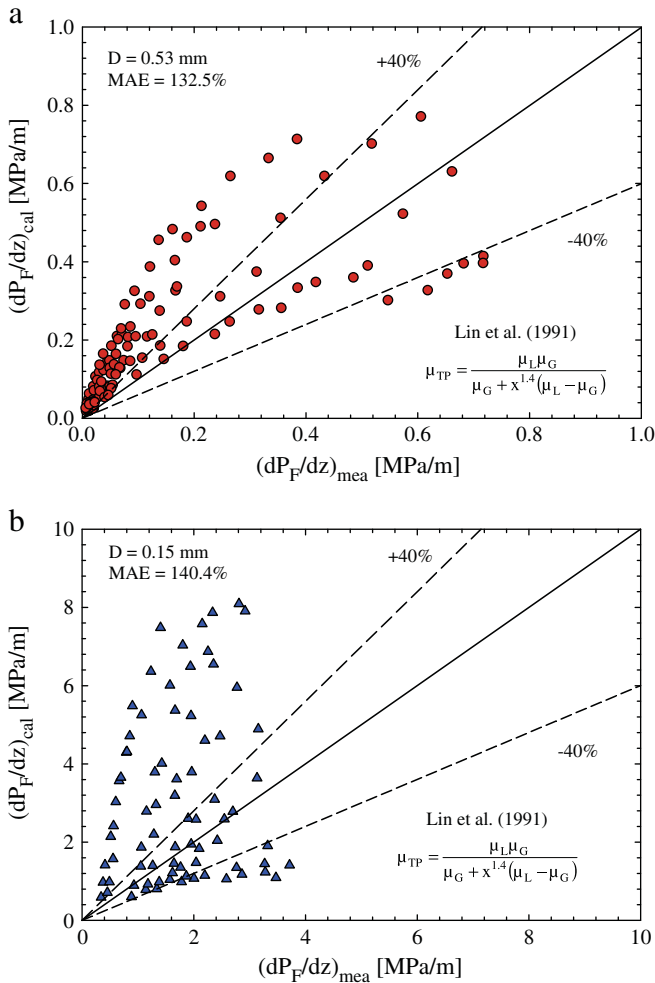 a
D = 0.53 mm
MAE = 132.5%
+40%
-40%
1.0
0.8
0.6
0.4
0.2
0.0
(dP_F/dz)_cal [MPa/m]
Lin et al. (1991)
μ_TP = μ_L μ_G / (μ_G + x^1.4 (μ_L − μ_G))
0.0 0.2 0.4 0.6 0.8 1.0
(dP_F/dz)_mea [MPa/m]
b
D = 0.15 mm
MAE = 140.4%
+40%
-40%
10
8
6
4
2
0
(dP_F/dz)_cal [MPa/m]
Lin et al. (1991)
μ_TP = μ_L μ_G / (μ_G + x^1.4 (μ_L − μ_G))
0 2 4 6 8 10
(dP_F/dz)_mea [MPa/m]